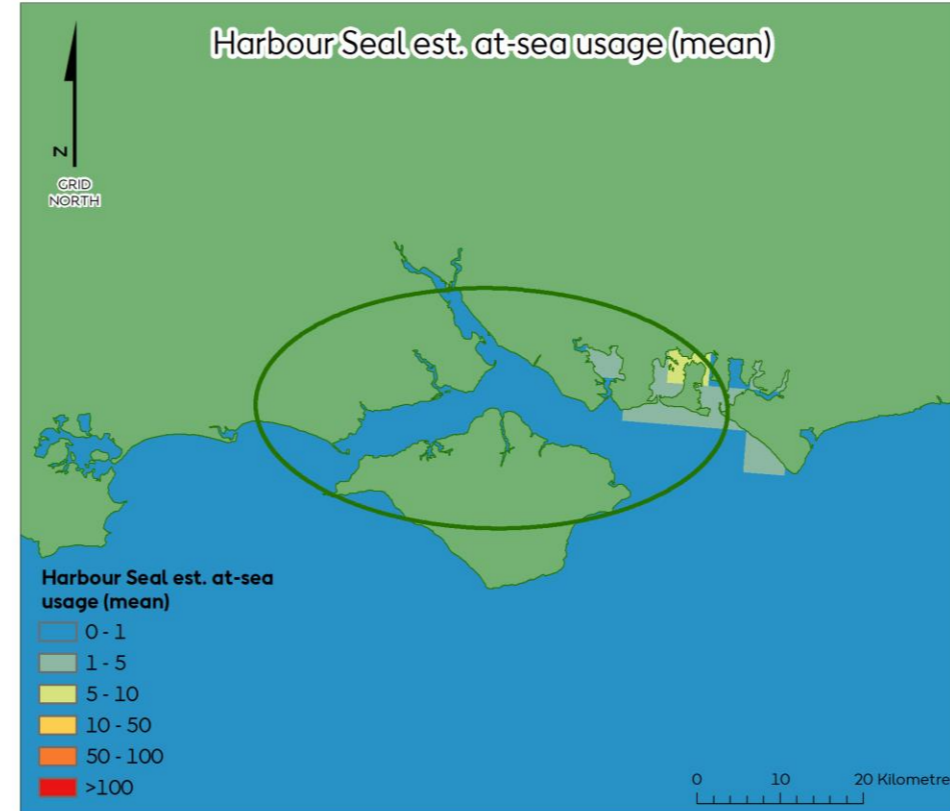 Harbour Seal est. at-sea usage (mean)
N
GRID
NORTH
Harbour Seal est. at-sea
usage (mean)
0 - 1
1 - 5
5 - 10
10 - 50
50 - 100
>100
0 10 20 Kilometre